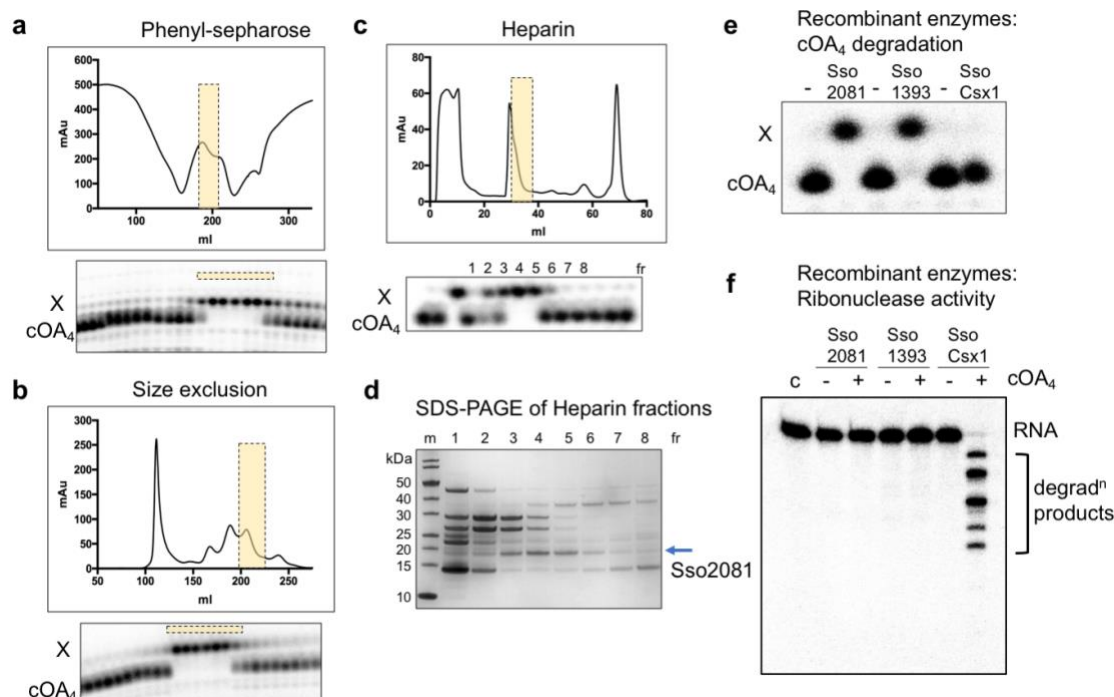 a
Phenyl-sepharose
600
500
400
300
200
100
0
mAu
100 200 300
ml
X
cOA4
b
Size exclusion
300
250
200
150
100
50
0
mAu
50 100 150 200 250
ml
X
cOA4
c
Heparin
80
60
40
20
0
mAu
0 20 40 60 80
ml
1 2 3 4 5 6 7 8 fr
X
cOA4
d
SDS-PAGE of Heparin fractions
m 1 2 3 4 5 6 7 8 fr
kDa
50
40
30
25
20
15
10
Sso2081
e
Recombinant enzymes:
cOA4 degradation
Sso Sso Sso
- 2081 - 1393 - Csx1
X
cOA4
f
Recombinant enzymes:
Ribonuclease activity
Sso Sso Sso
2081 1393 Csx1
c - + - + - + cOA4
RNA
degradn
products